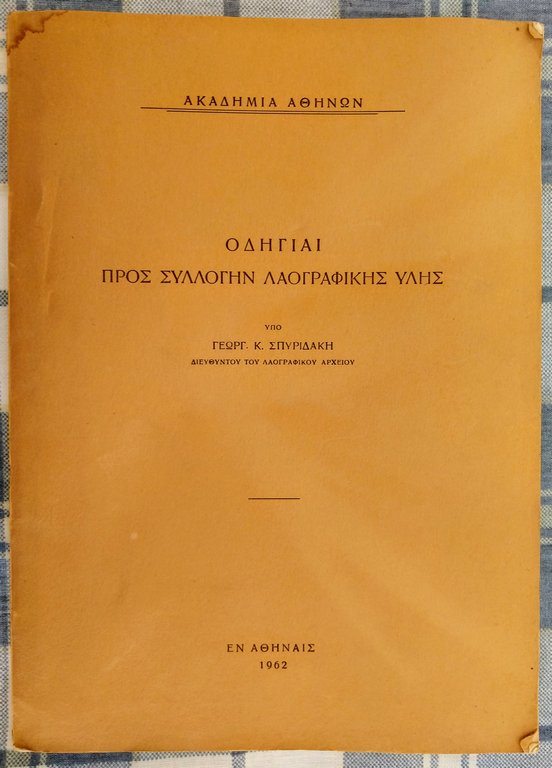 ΑΚΑΔΗΜΙΑ ΑΘΗΝΩΝ
ΟΔΗΓΙΑΙ
ΠΡΟΣ ΣΥΛΛΟΓΗΝ ΛΑΟΓΡΑΦΙΚΗΣ ΥΛΗΣ
ΥΠΟ
ΓΕΩΡΓ. Κ. ΣΠΥΡΙΔΑΚΗ
ΔΙΕΥΘΥΝΤΟΥ ΤΟΥ ΛΑΟΓΡΑΦΙΚΟΥ ΑΡΧΕΙΟΥ
ΕΝ ΑΘΗΝΑΙΣ
1962